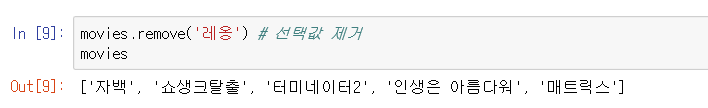 In [9]: movies.remove('레옹') # 선택값 제거
movies
Out[9]: ['자백', '쇼생크탈출', '터미네이터2', '인생은 아름다워', '매트릭스']